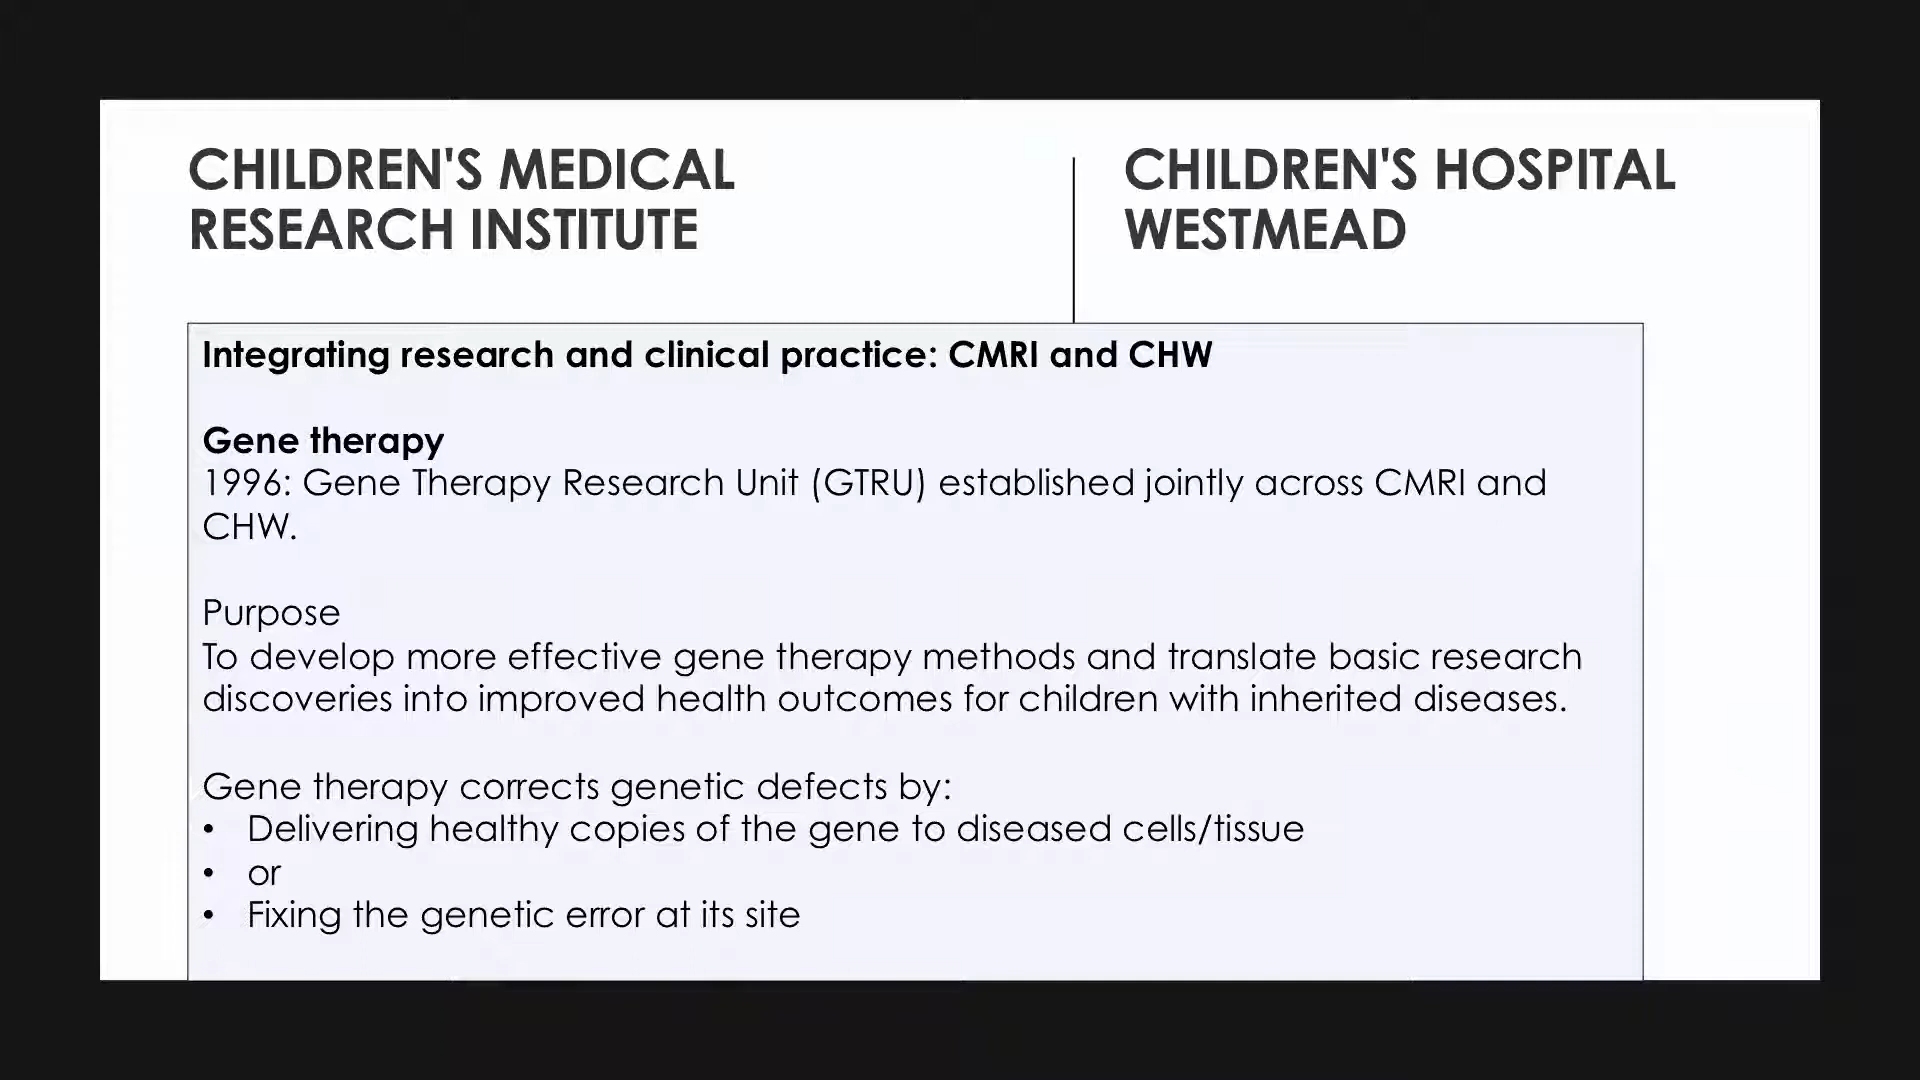 CHILDREN'S MEDICAL
RESEARCH INSTITUTE
CHILDREN'S HOSPITAL
WESTMEAD
Integrating research and clinical practice: CMRI and CHW
Gene therapy
1996: Gene Therapy Research Unit (GTRU) established jointly across CMRI and
CHW.
Purpose
To develop more effective gene therapy methods and translate basic research
discoveries into improved health outcomes for children with inherited diseases.
Gene therapy corrects genetic defects by:
• Delivering healthy copies of the gene to diseased cells/tissue
• or
• Fixing the genetic error at its site